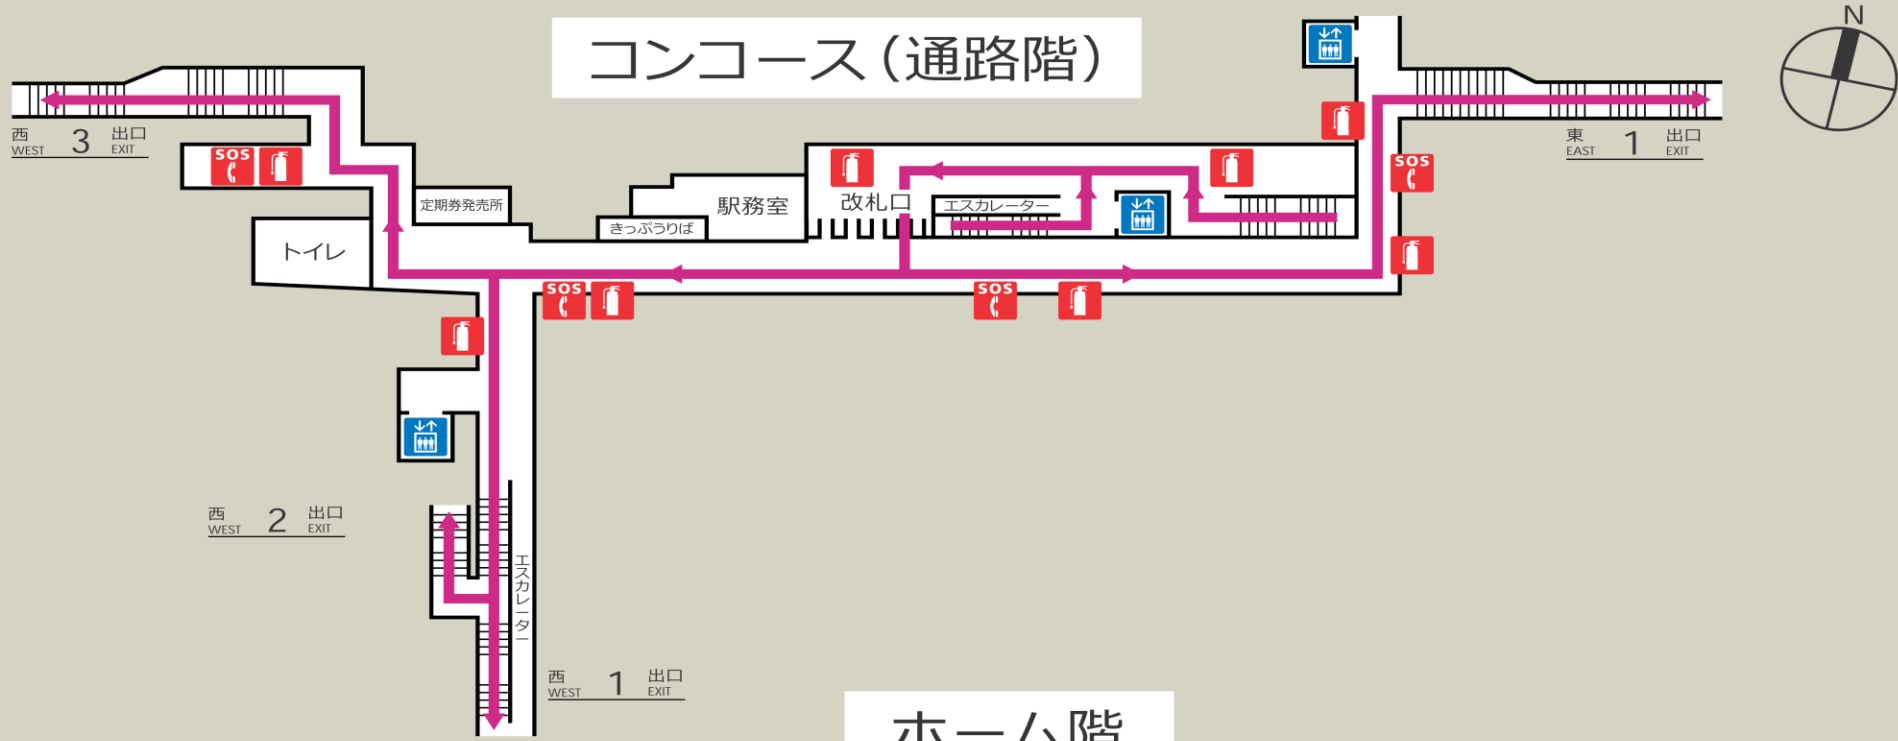 コンコース（通路階）
N
西 3 出口
WEST EXIT
東 1 出口
EAST EXIT
SOS
SOS
定期券発売所
駅務室
改札口
エスカレーター
きっぷうりば
トイレ
SOS
SOS
西 2 出口
WEST EXIT
エスカレーター
西 1 出口
WEST EXIT
ホーム階